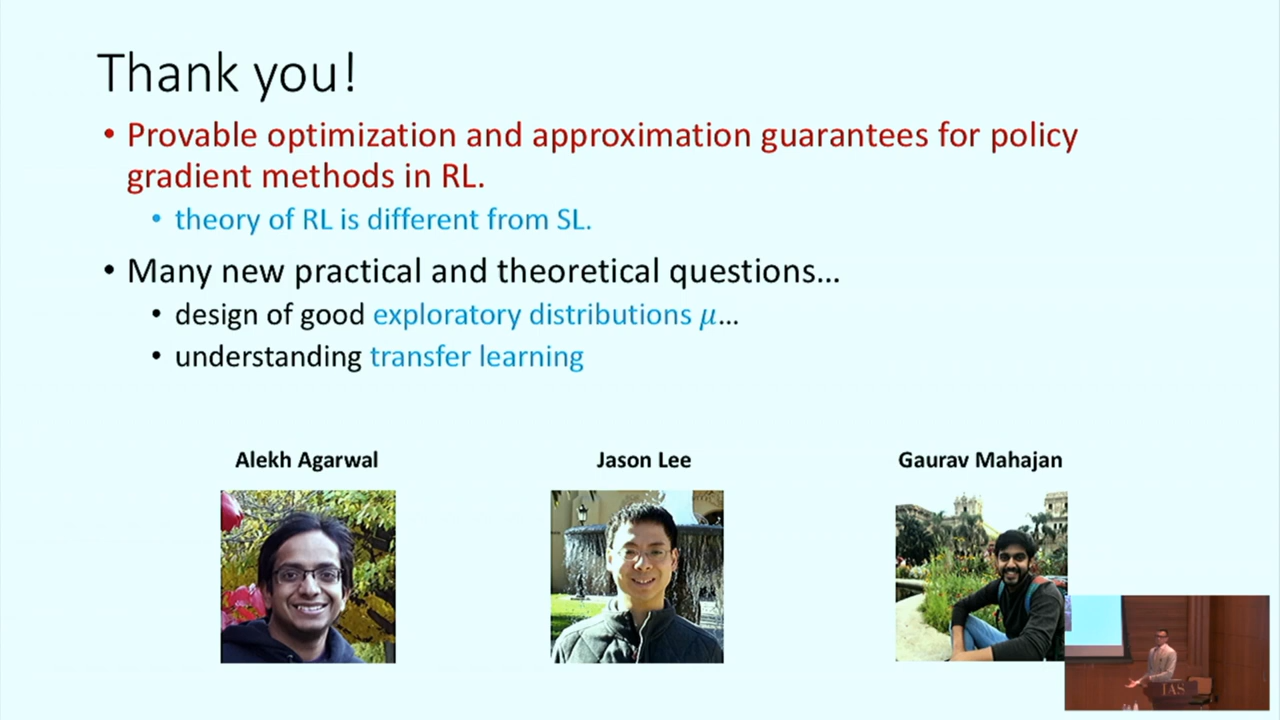 Thank you!
• Provable optimization and approximation guarantees for policy
gradient methods in RL.
• theory of RL is different from SL.
• Many new practical and theoretical questions...
• design of good exploratory distributions μ...
• understanding transfer learning
Alekh Agarwal
Jason Lee
Gaurav Mahajan
IAS